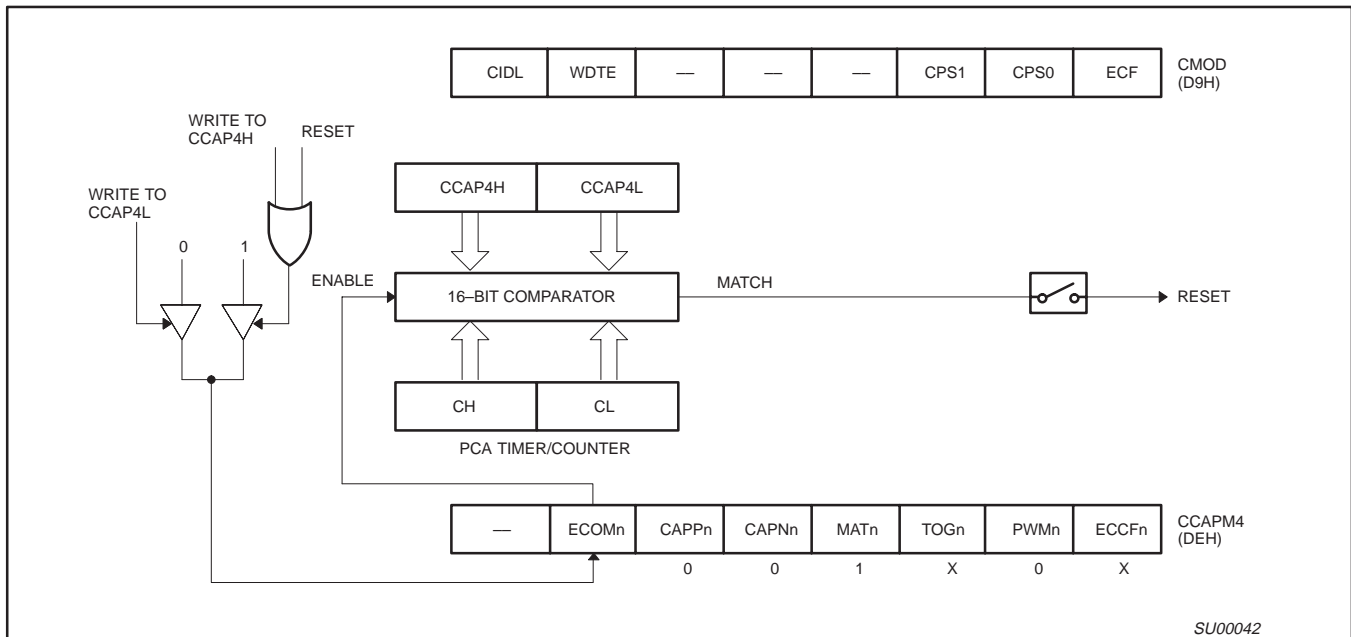 CIDL WDTE –– –– –– CPS1 CPS0 ECF
CMOD
(D9H)
WRITE TO
CCAP4H
RESET
WRITE TO
CCAP4L
0 1
CCAP4H CCAP4L
ENABLE
16–BIT COMPARATOR
MATCH
RESET
CH CL
PCA TIMER/COUNTER
–– ECOMn CAPPn CAPNn MATn TOGn PWMn ECCFn
CCAPM4
(DEH)
0 0 1 X 0 X
SU00042